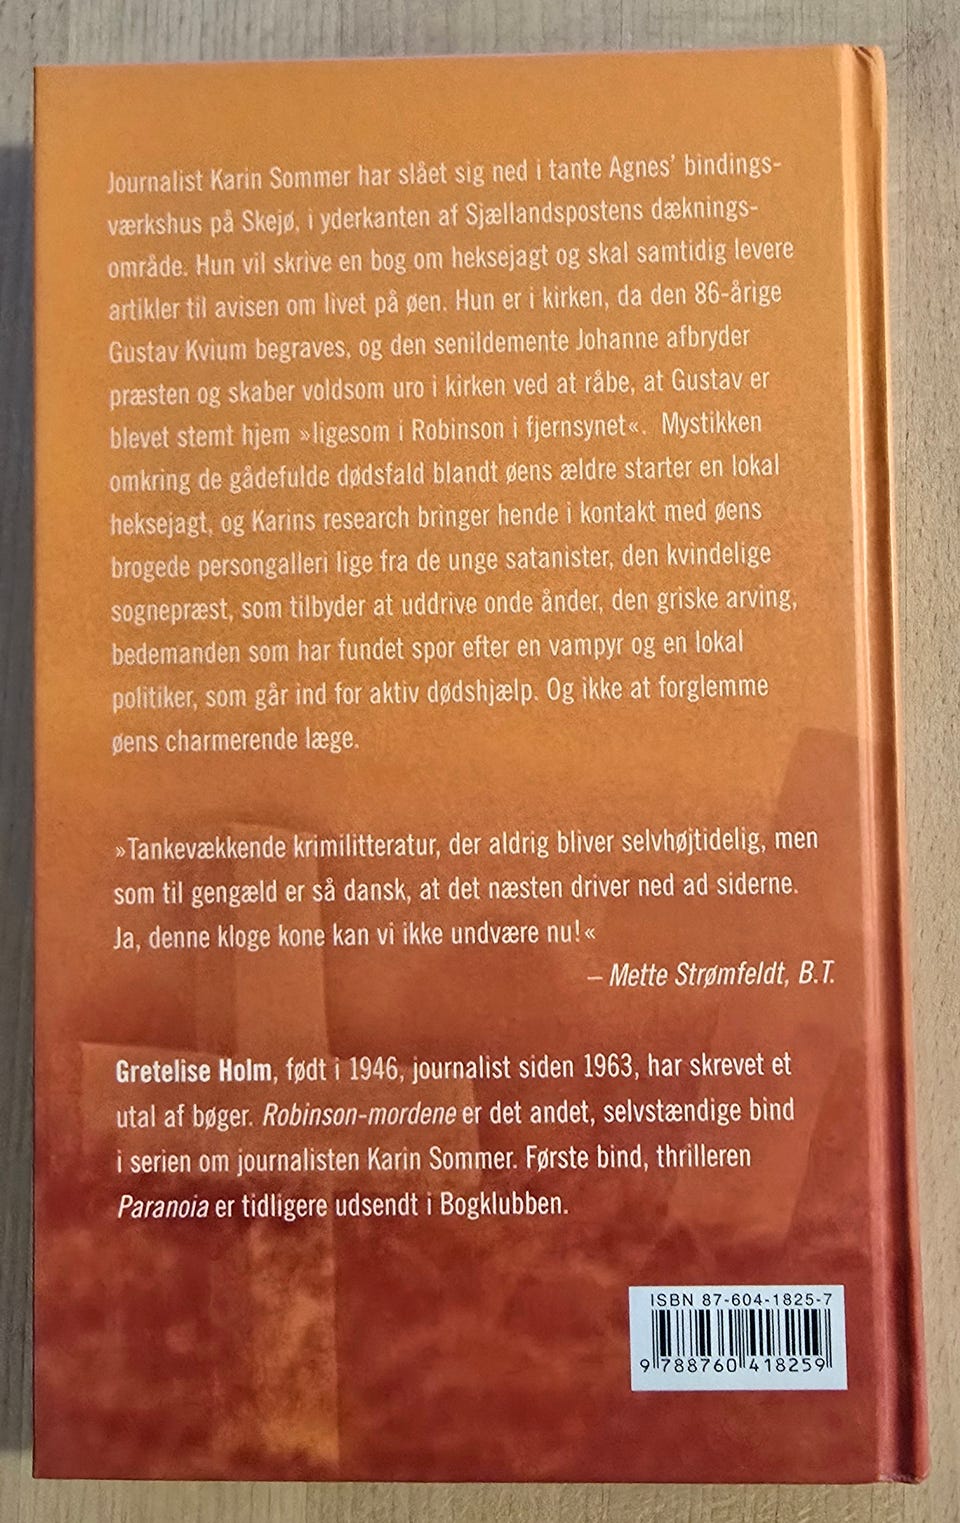 Journalist Karin Sommer har slået sig ned i tante Agnes’ bindings-
værkshus på Skejø, i yderkanten af Sjællandspostens dæknings-
område. Hun vil skrive en bog om heksejagt og skal samtidig levere
artikler til avisen om livet på øen. Hun er i kirken, da den 86-årige
Gustav Kvium begraves, og den senildemente Johanne afbryder
præsten og skaber voldsom uro i kirken ved at råbe, at Gustav er
blevet stemt hjem »ligesom i Robinson i fjernsynet«. Mystikken
omkring de gådefulde dødsfald blandt øens ældre starter en lokal
heksejagt, og Karins research bringer hende i kontakt med øens
brogede persongalleri lige fra de unge satanister, den kvindelige
sognepræst, som tilbyder at uddrive onde ånder, den griske arving,
bedemanden som har fundet spor efter en vampyr og en lokal
politiker, som går ind for aktiv dødshjælp. Og ikke at forglemme
øens charmerende læge.
»Tankevækkende krimilitteratur, der aldrig bliver selvhøjtidelig, men
som til gengæld er så dansk, at det næsten driver ned ad siderne.
Ja, denne kloge kone kan vi ikke undvære nu!«
– Mette Strømfeldt, B.T.
Gretelise Holm, født i 1946, journalist siden 1963, har skrevet et
utal af bøger. Robinson-mordene er det andet, selvstændige bind
i serien om journalisten Karin Sommer. Første bind, thrilleren
Paranoia er tidligere udsendt i Bogklubben.
ISBN 87-604-1825-7
9 788760 418259